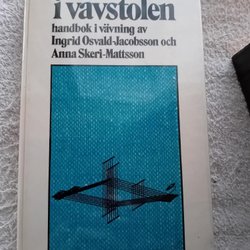 i vävstolen
handbok i vävning av
Ingrid Osvald-Jacobsson och
Anna Skeri-Mattsson